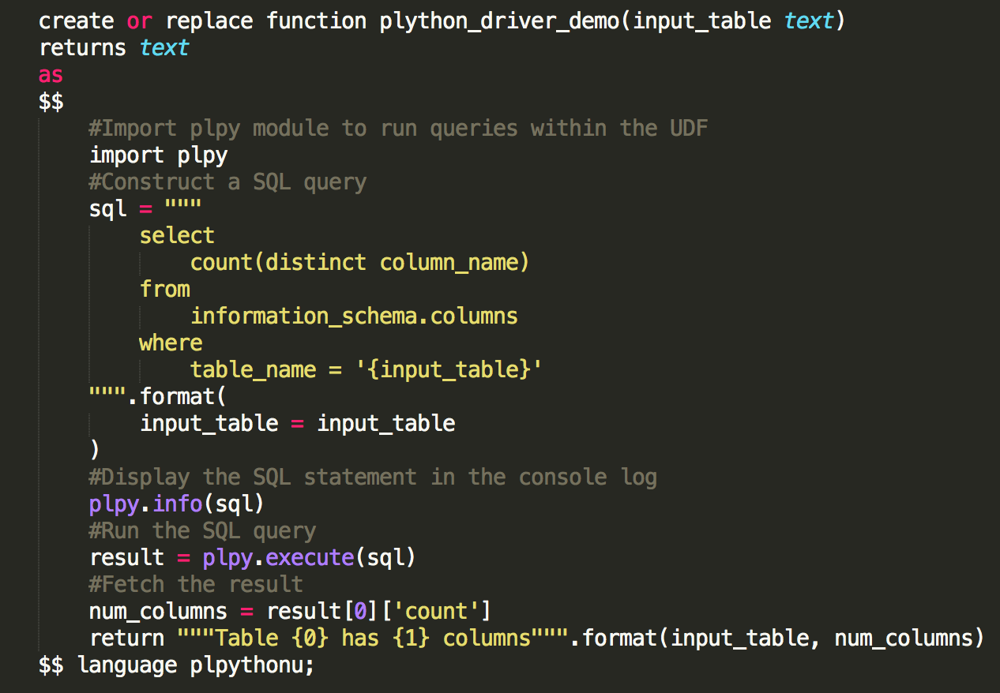 create or replace function plython_driver_demo(input_table text)
returns text
as
$$
    #Import plpy module to run queries within the UDF
    import plpy
    #Construct a SQL query
    sql = """
        select
            count(distinct column_name)
        from
            information_schema.columns
        where
            table_name = '{input_table}'
    """.format(
        input_table = input_table
    )
    #Display the SQL statement in the console log
    plpy.info(sql)
    #Run the SQL query
    result = plpy.execute(sql)
    #Fetch the result
    num_columns = result[0]['count']
    return """Table {0} has {1} columns""".format(input_table, num_columns)
$$ language plpythonu;